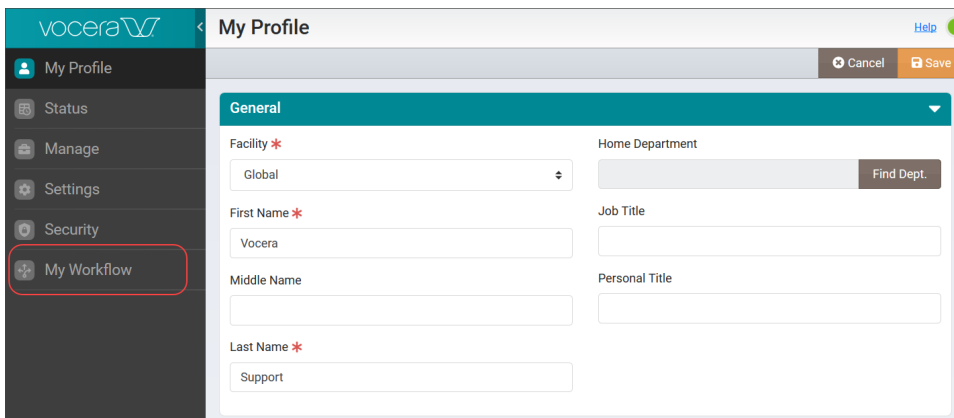 vocera
My Profile
Help
My Profile
Cancel
Save
Status
Manage
Settings
Security
My Workflow
General
Facility *
Global
Home Department
Find Dept.
First Name *
Vocera
Job Title
Middle Name
Personal Title
Last Name *
Support